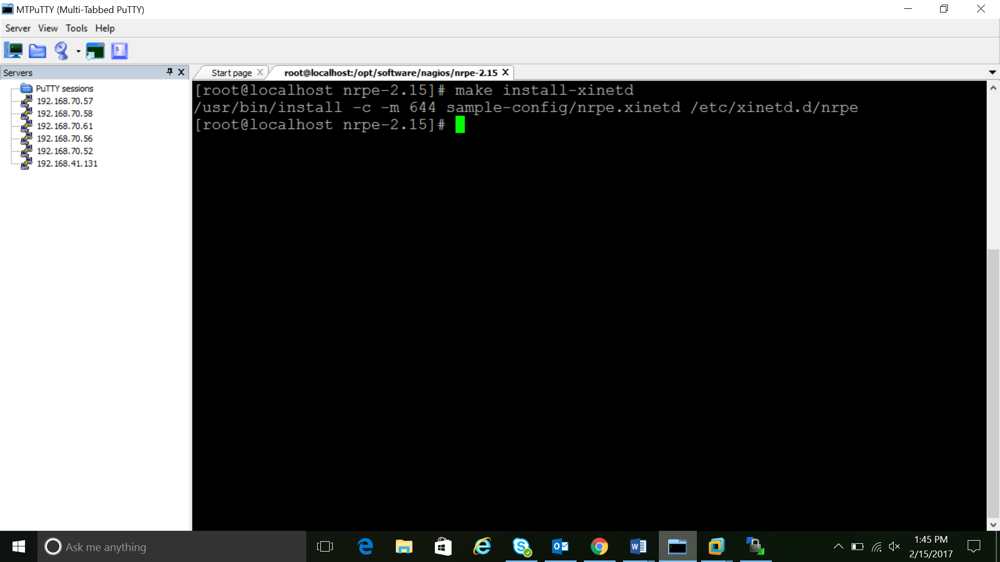 MTPuTTY (Multi-Tabbed PuTTY)
Server View Tools Help
Servers
PuTTY sessions
192.168.70.57
192.168.70.58
192.168.70.61
192.168.70.56
192.168.70.52
192.168.41.131
Start page
root@localhost:/opt/software/nagios/nrpe-2.15
[root@localhost nrpe-2.15]# make install-xinetd
/usr/bin/install -c -m 644 sample-config/nrpe.xinetd /etc/xinetd.d/nrpe
[root@localhost nrpe-2.15]#
Ask me anything
1:45 PM
2/15/2017